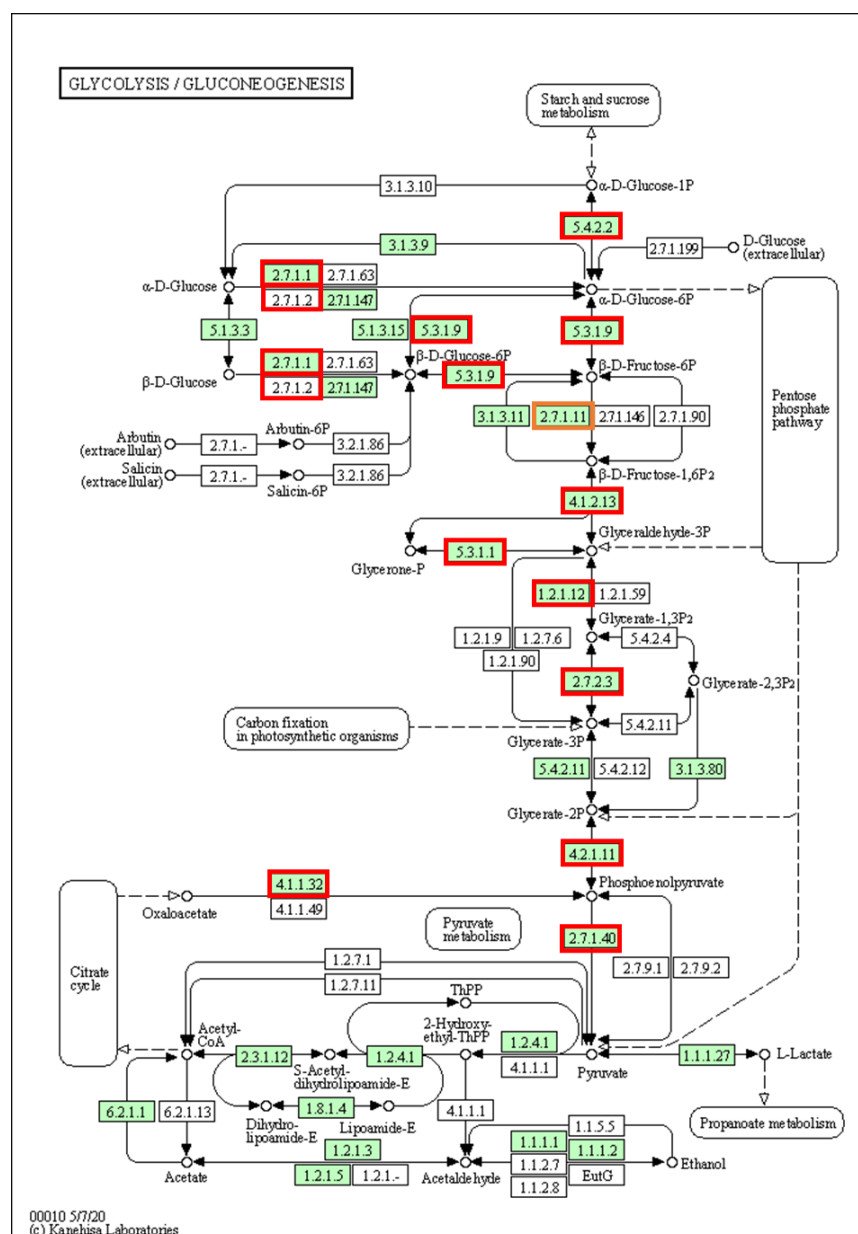 GLYCOLYSIS / GLUCONEOGENESIS
Starch and sucrose
metabolism
3.1.3.10
α-D-Glucose-1P
5.4.2.2
3.1.3.9
2.7.1.199
D-Glucose
(extracellular)
2.7.1.1
2.7.1.63
α-D-Glucose
2.7.1.2
2.7.1.147
α-D-Glucose-6P
5.1.3.3
5.1.3.15
5.3.1.9
5.3.1.9
β-D-Glucose-6P
β-D-Fructose-6P
2.7.1.1
2.7.1.63
β-D-Glucose
2.7.1.2
2.7.1.147
5.3.1.9
Pentose
phosphate
pathway
3.1.3.11
2.7.1.11
2.7.1.146
2.7.1.90
Arbutin
(extracellular)
2.7.1.-
Arbutin-6P
3.2.1.86
Salicin
(extracellular)
2.7.1.-
Salicin-6P
3.2.1.86
β-D-Fructose-1,6P2
4.1.2.13
Glyceraldehyde-3P
Glycerone-P
5.3.1.1
1.2.1.12
1.2.1.59
Glycerate-1,3P2
1.2.1.9
1.2.7.6
1.2.1.90
5.4.2.4
2.7.2.3
Glycerate-2,3P2
Carbon fixation
in photosynthetic organisms
5.4.2.11
Glycerate-3P
5.4.2.11
5.4.2.12
3.1.3.80
Glycerate-2P
4.2.1.11
4.1.1.32
Oxaloacetate
4.1.1.49
Phosphoenolpyruvate
Pyruvate
metabolism
2.7.1.40
Citrate
cycle
1.2.7.1
1.2.7.11
2.7.9.1
2.7.9.2
ThPP
Acetyl-
CoA
2-Hydroxy-
ethyl-ThPP
2.3.1.12
1.2.4.1
1.2.4.1
4.1.1.1
Pyruvate
1.1.1.27
L-Lactate
S-Acetyl-
dihydrolipoamide-E
6.2.1.1
6.2.1.13
1.8.1.4
Dihydro-
lipoamide-E
Lipoamide-E
4.1.1.1
Propanoate metabolism
1.2.1.3
1.1.5.5
1.1.1.1
1.1.1.2
Acetate
1.2.1.5
1.2.1.-
Acetaldehyde
1.1.2.7
EutG
Ethanol
1.1.2.8
00010 5/7/20
(c) Kanehisa Laboratories